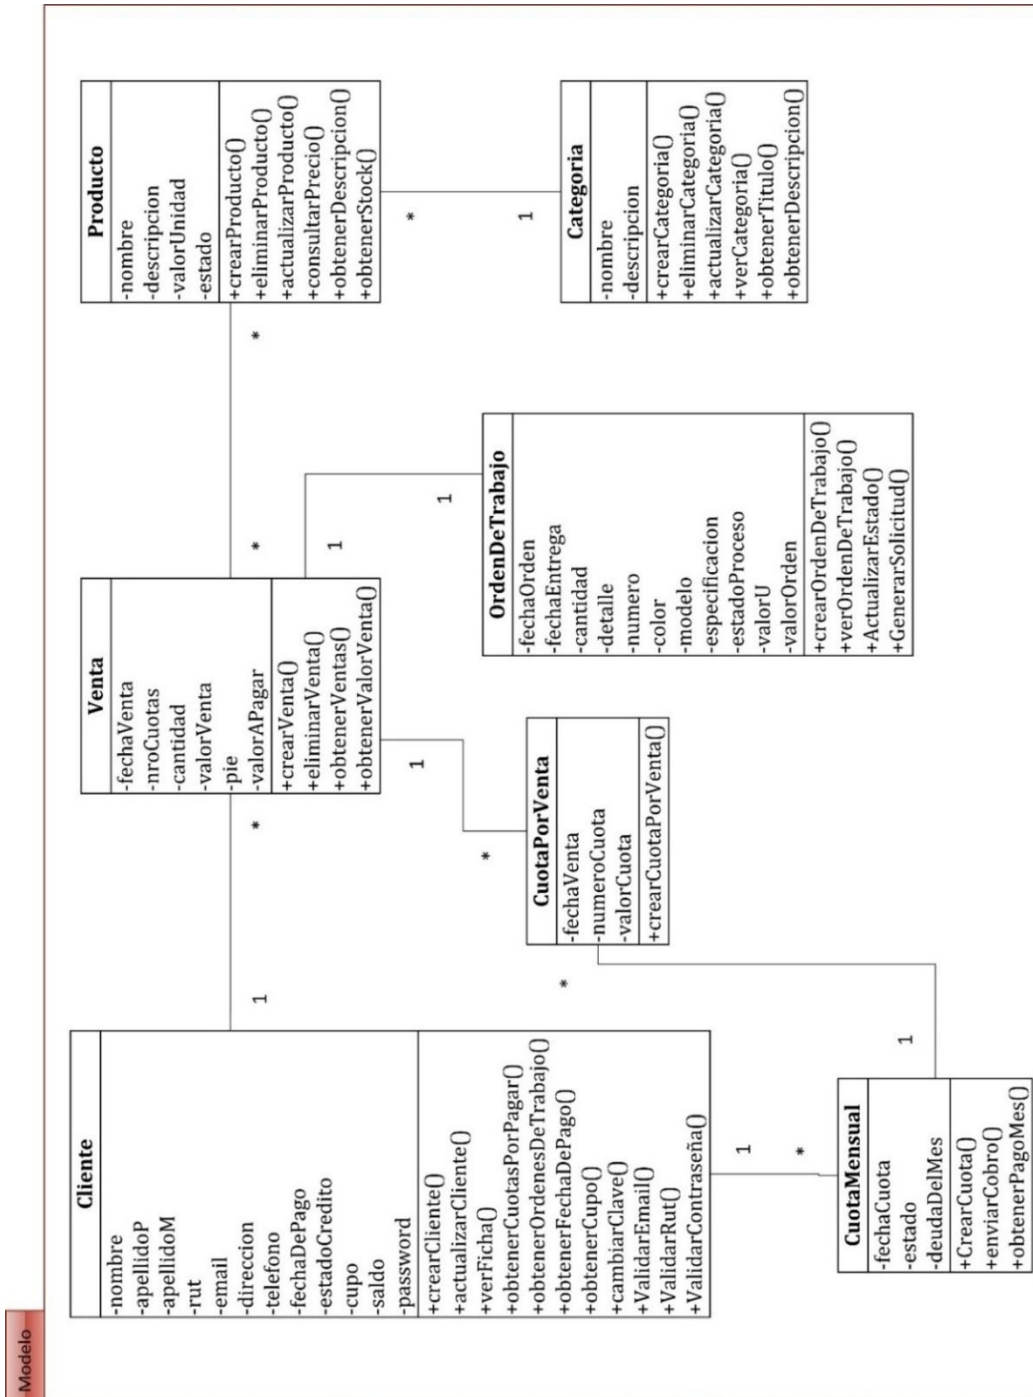 Modelo
Cliente
-nombre
-apellidoP
-apellidoM
-rut
-email
-direccion
-telefono
-fechaDePago
-estadoCredito
-cupo
-saldo
-password
+crearCliente()
+actualizarCliente()
+verFicha()
+obtenerCuotasPorPagar()
+obtenerOrdenesDeTrabajo()
+obtenerFechaDePago()
+obtenerCupo()
+cambiarClave()
+ValidarEmail()
+ValidarRut()
+ValidarContraseña()
1
*
Venta
-fechaVenta
-nroCuotas
-cantidad
-valorVenta
-pie
-valorAPagar
+crearVenta()
+eliminarVenta()
+obtenerVentas()
+obtenerValorVenta()
*
*
Producto
-nombre
-descripcion
-valorUnidad
-estado
+crearProducto()
+eliminarProducto()
+actualizarProducto()
+consultarPrecio()
+obtenerDescripcion()
+obtenerStock()
1
1
1
*
*
1
OrdenDeTrabajo
-fechaOrden
-fechaEntrega
-cantidad
-detalle
-numero
-color
-modelo
-especificacion
-estadoProceso
-valorU
-valorOrden
+crearOrdenDeTrabajo()
+verOrdenDeTrabajo()
+ActualizarEstado()
+GenerarSolicitud()
Categoria
-nombre
-descripcion
+crearCategoria()
+eliminarCategoria()
+actualizarCategoria()
+verCategoria()
+obtenerTitulo()
+obtenerDescripcion()
CuotaPorVenta
-fechaVenta
-numeroCuota
-valorCuota
+crearCuotaPorVenta()
*
1
1
*
CuotaMensual
-fechaCuota
-estado
-deudaDelMes
+CrearCuota()
+enviarCobro()
+obtenerPagoMes()